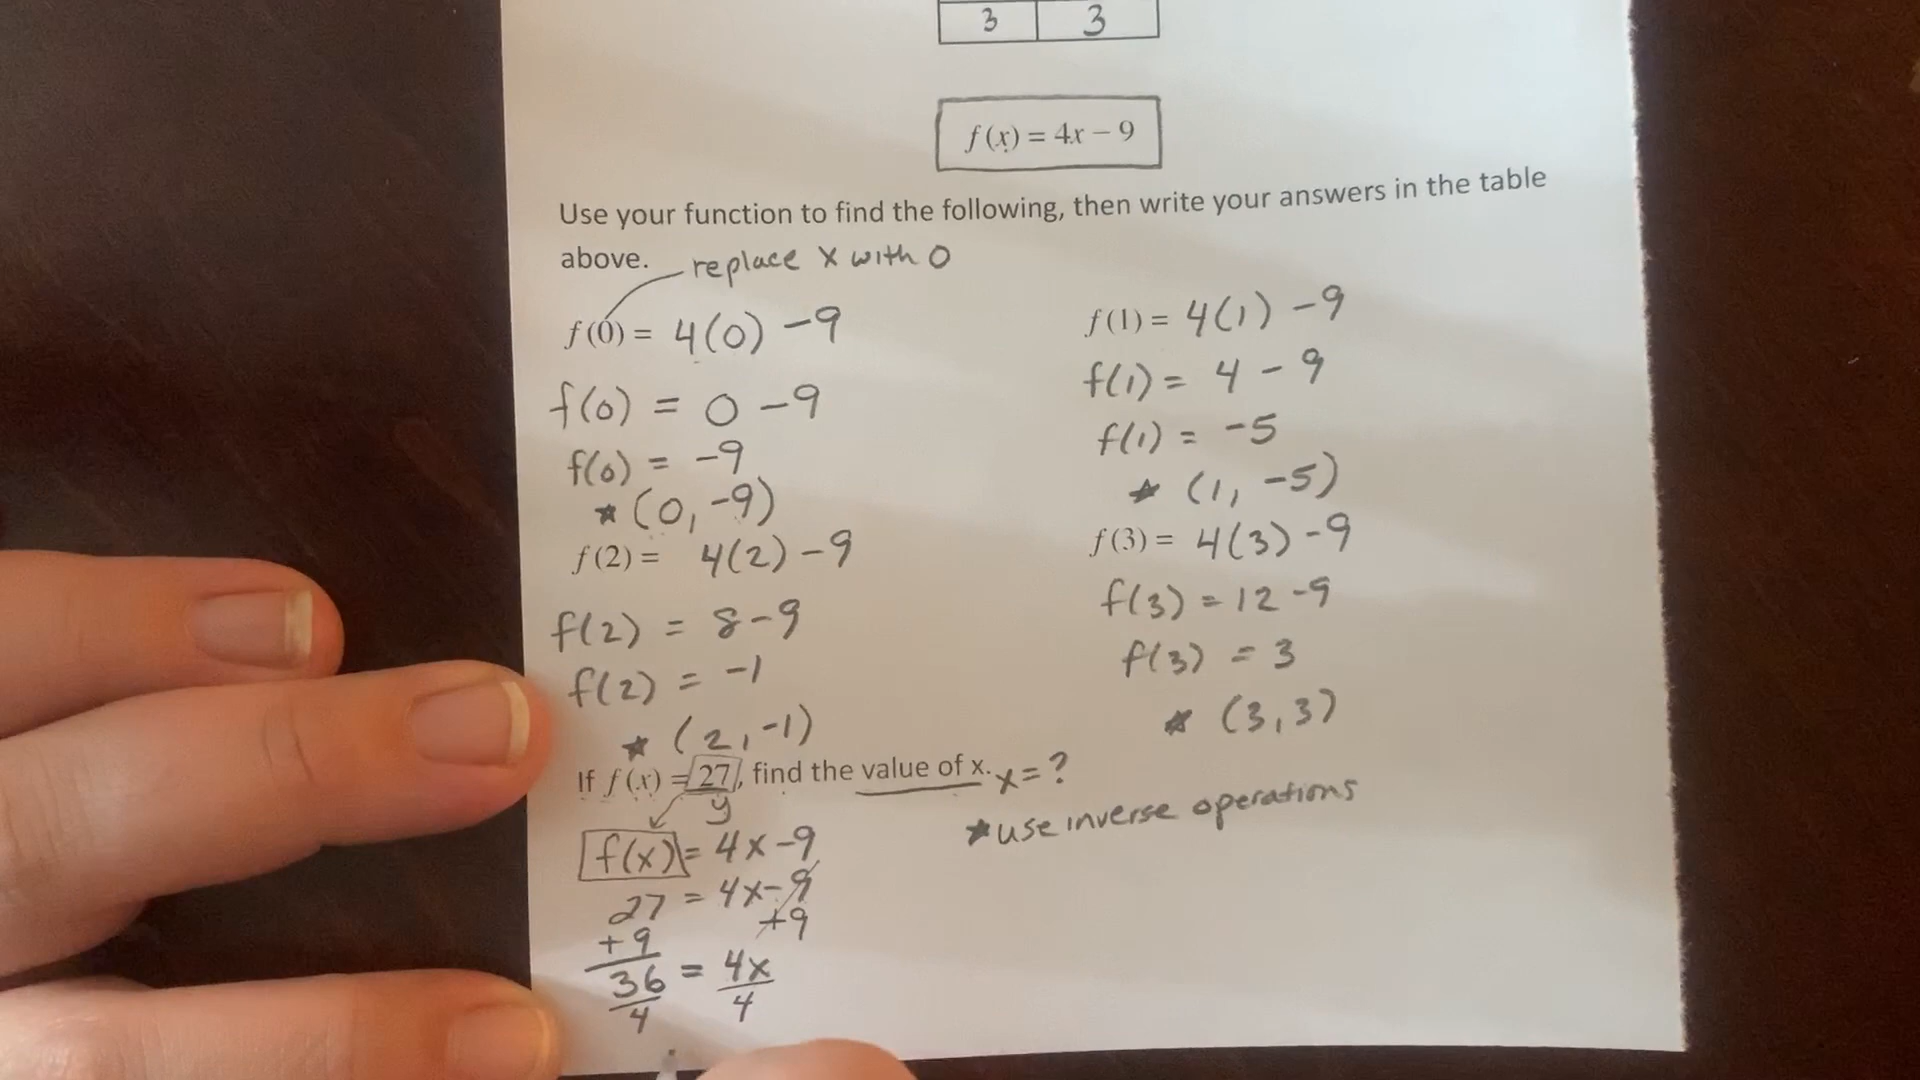 3 3
f(x) = 4x – 9
Use your function to find the following, then write your answers in the table
above. replace x with 0
f(0) = 4(0) -9
f(0) = 0 -9
f(0) = -9
* (0, -9)
f(2) = 4(2) -9
f(2) = 8-9
f(2) = -1
* (2, -1)
f(1) = 4(1) -9
f(1) = 4 - 9
f(1) = -5
* (1, -5)
f(3) = 4(3) -9
f(3) = 12 -9
f(3) = 3
* (3, 3)
If f(x) = 27, find the value of x. x = ?
y
*use inverse operations
f(x) = 4x -9
27 = 4x-9
+9 +9
36 = 4x
4 4